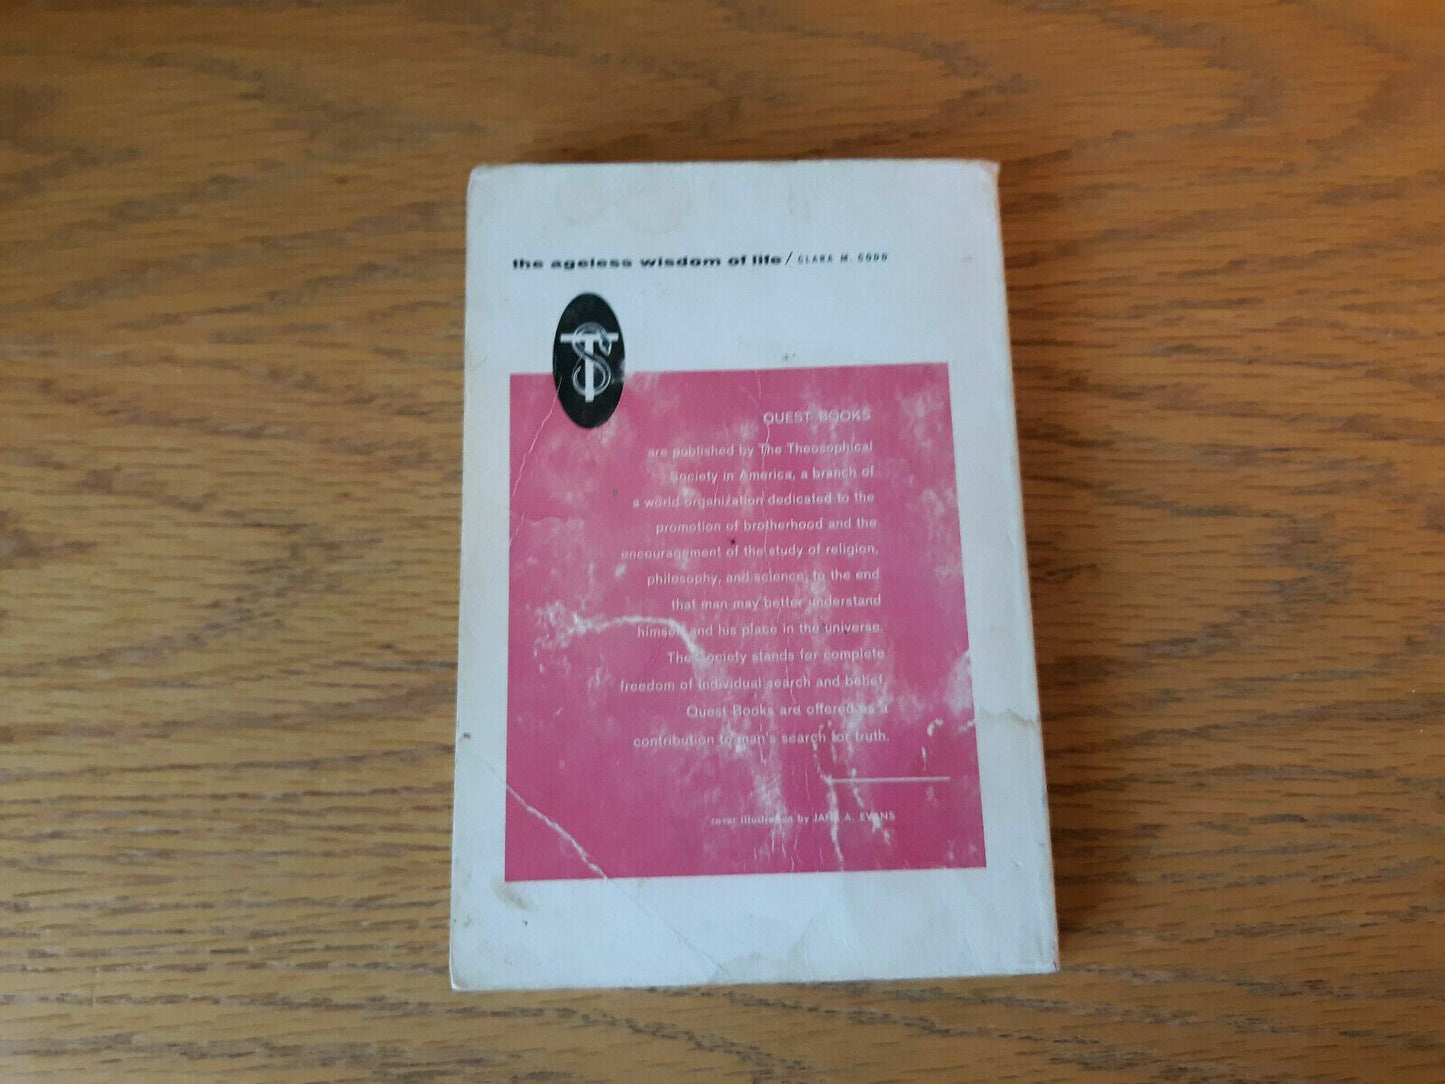 the ageless wisdom of life / CLARA M. CODD
TS
QUEST BOOKS
are published by The Theosophical
Society in America, a branch of
a world organization dedicated to the
promotion of brotherhood and the
encouragement of the study of religion,
philosophy, and science, to the end
that man may better understand
himself and his place in the universe.
The Society stands for complete
freedom of individual search and belief.
Quest Books are offered as a
contribution to man's search for truth.
cover illustration by JANE A. EVANS